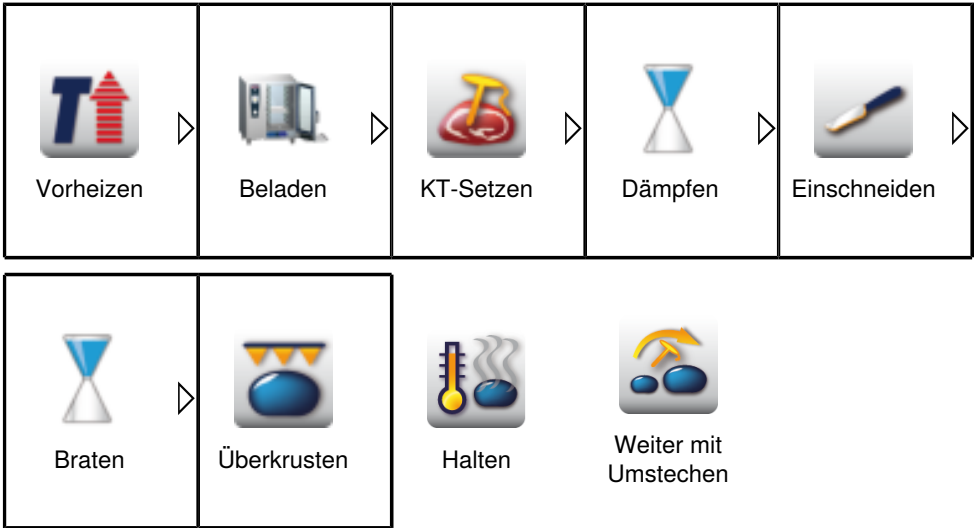 Vorheizen
Beladen
KT-Setzen
Dämpfen
Einschneiden
Braten
Überkrusten
Halten
Weiter mit
Umstechen